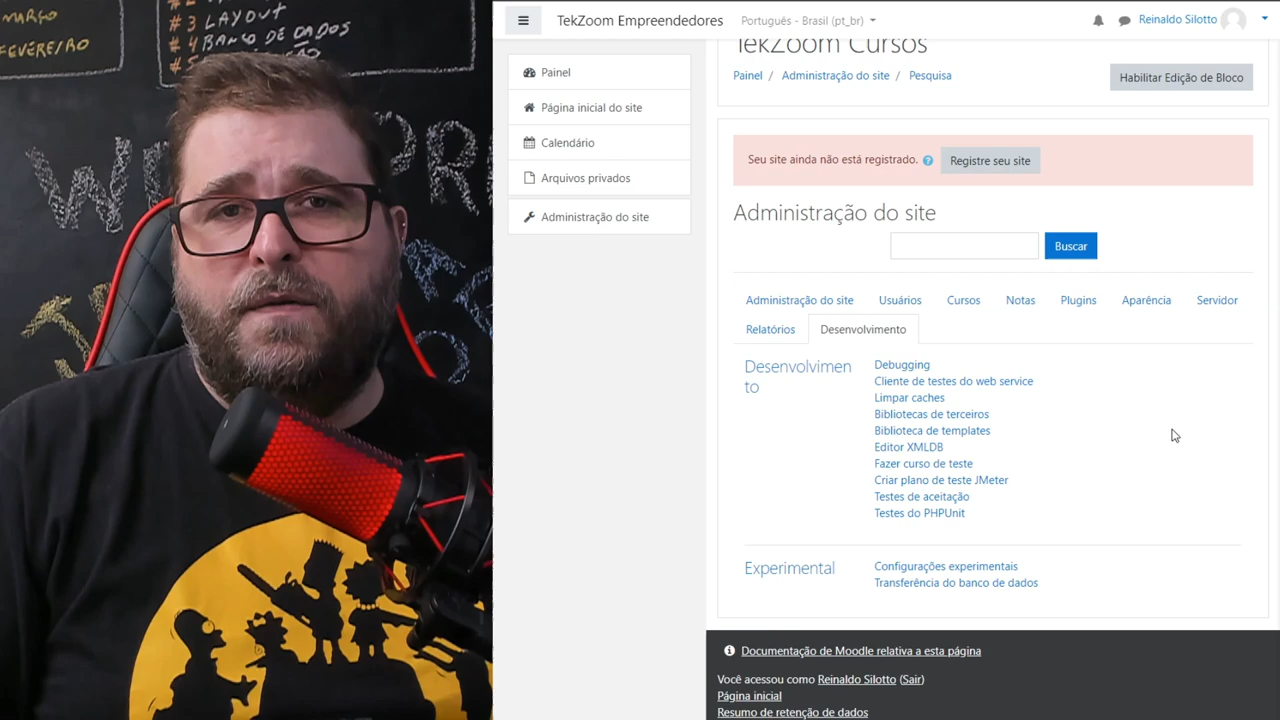 MARÇO
FEVEREIRO
# 3 LAYOUT
# 4 BANCO DE DADOS
TekZoom Empreendedores
Português - Brasil (pt_br)
Reinaldo Silotto
Painel
Página inicial do site
Calendário
Arquivos privados
Administração do site
TekZoom Cursos
Painel / Administração do site / Pesquisa
Habilitar Edição de Bloco
Seu site ainda não está registrado.
Registre seu site
Administração do site
Buscar
Administração do site
Usuários
Cursos
Notas
Plugins
Aparência
Servidor
Relatórios
Desenvolvimento
Desenvolvimen
to
Debugging
Cliente de testes do web service
Limpar caches
Bibliotecas de terceiros
Biblioteca de templates
Editor XMLDB
Fazer curso de teste
Criar plano de teste JMeter
Testes de aceitação
Testes do PHPUnit
Experimental
Configurações experimentais
Transferência do banco de dados
Documentação de Moodle relativa a esta página
Você acessou como Reinaldo Silotto (Sair)
Página inicial
Resumo de retenção de dados